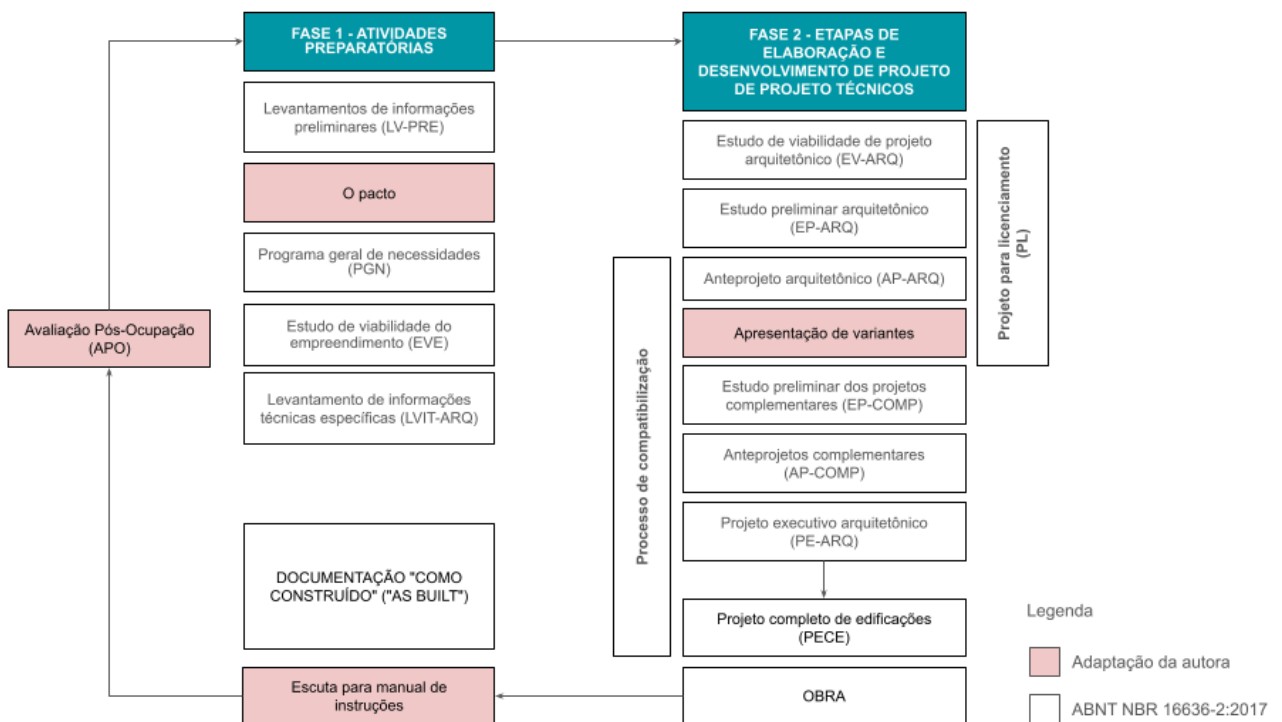 FASE 1 - ATIVIDADES
PREPARATÓRIAS
Levantamentos de informações
preliminares (LV-PRE)
O pacto
Programa geral de necessidades
(PGN)
Estudo de viabilidade do
empreendimento (EVE)
Levantamento de informações
técnicas específicas (LVIT-ARQ)
Avaliação Pós-Ocupação
(APO)
DOCUMENTAÇÃO "COMO
CONSTRUÍDO" ("AS BUILT")
Escuta para manual de
instruções
FASE 2 - ETAPAS DE
ELABORAÇÃO E
DESENVOLVIMENTO DE PROJETO
DE PROJETO TÉCNICOS
Estudo de viabilidade de projeto
arquitetônico (EV-ARQ)
Estudo preliminar arquitetônico
(EP-ARQ)
Anteprojeto arquitetônico (AP-ARQ)
Apresentação de variantes
Estudo preliminar dos projetos
complementares (EP-COMP)
Anteprojetos complementares
(AP-COMP)
Projeto executivo arquitetônico
(PE-ARQ)
Projeto completo de edificações
(PECE)
OBRA
Processo de compatibilização
Projeto para licenciamento
(PL)
Legenda
Adaptação da autora
ABNT NBR 16636-2:2017